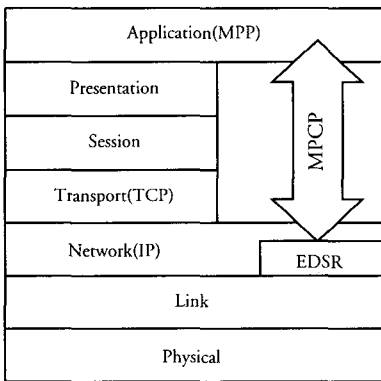 Application(MPP)
Presentation
Session
Transport(TCP)
MPCP
Network(IP)
EDSR
Link
Physical